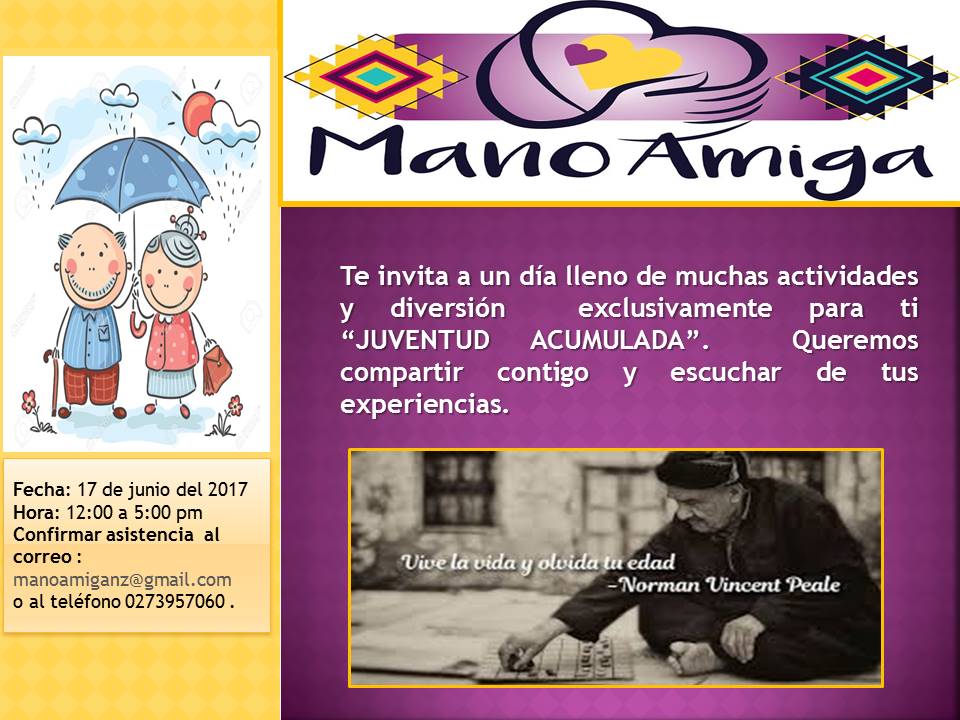 Mano Amiga
Te invita a un día lleno de muchas actividades
y diversión exclusivamente para ti
“JUVENTUD ACUMULADA”. Queremos
compartir contigo y escuchar de tus
experiencias.
Vive la vida y olvida tu edad
–Norman Vincent Peale
Fecha: 17 de junio del 2017
Hora: 12:00 a 5:00 pm
Confirmar asistencia al
correo :
manoamiganz@gmail.com
o al teléfono 0273957060 .